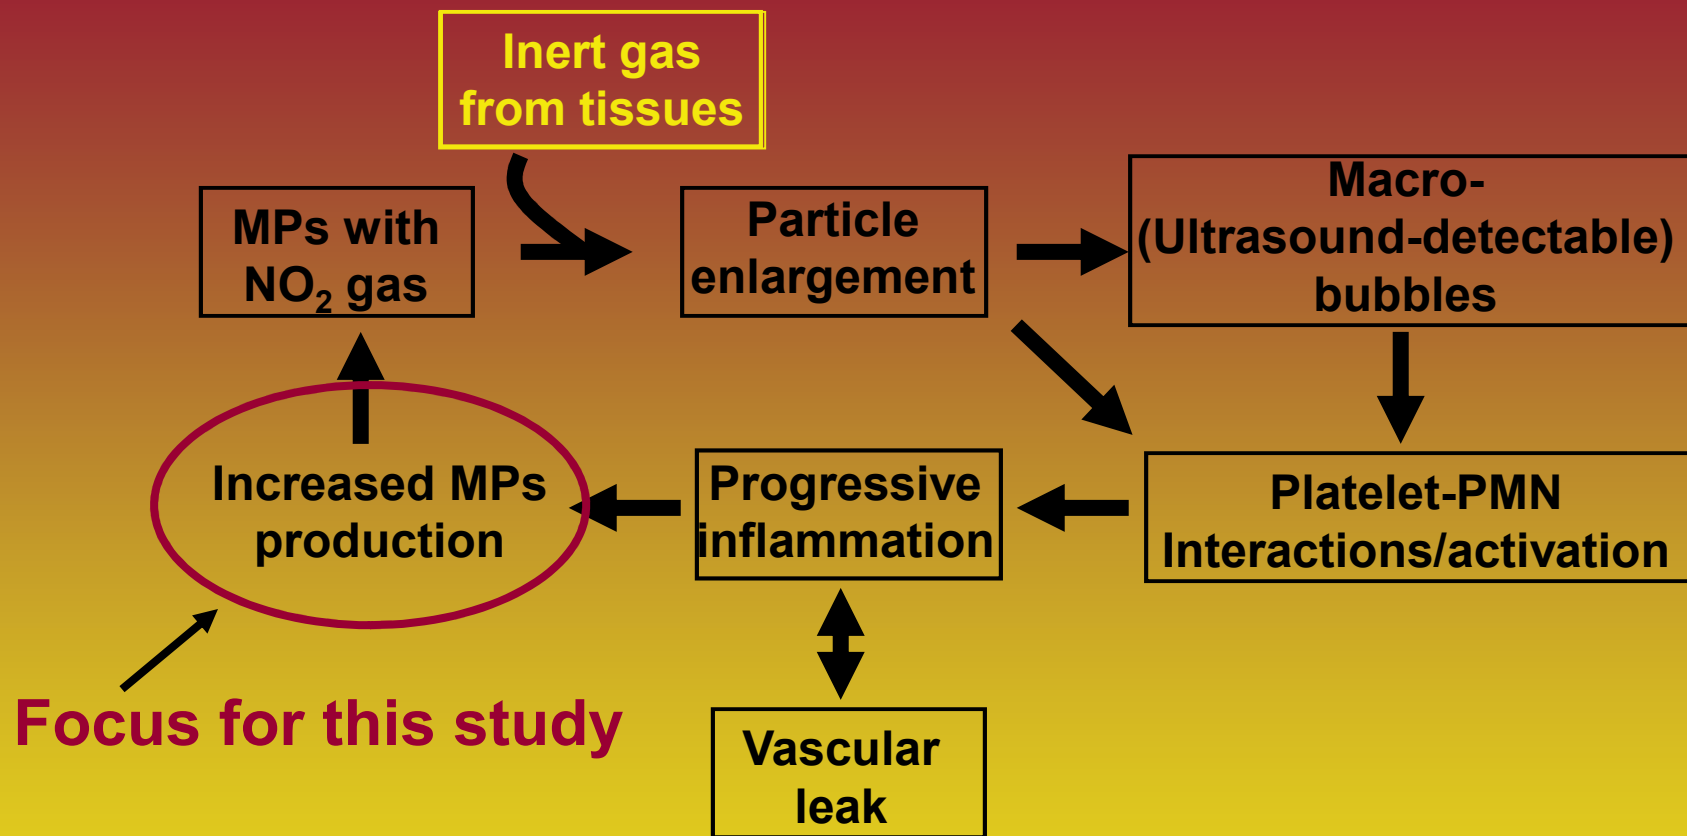 Inert gas
from tissues
MPs with
NO₂ gas
Particle
enlargement
Macro-
(Ultrasound-detectable)
bubbles
Increased MPs
production
Progressive
inflammation
Platelet-PMN
Interactions/activation
Focus for this study
Vascular
leak